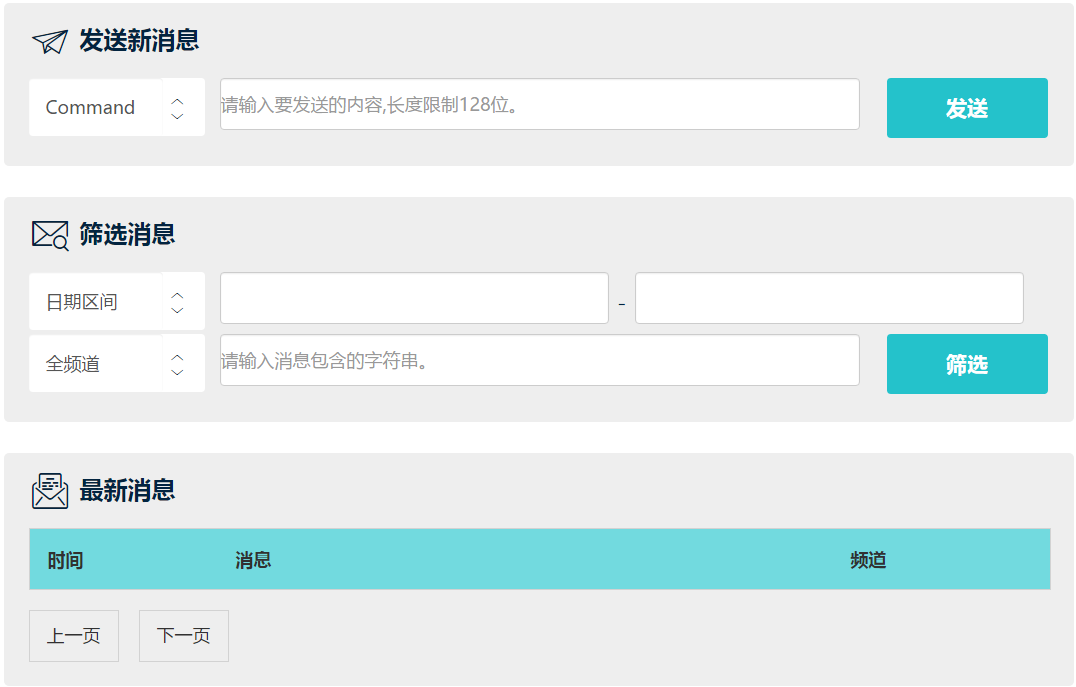 发送新消息
Command
请输入要发送的内容,长度限制128位。
发送
筛选消息
日期区间
-
全频道
请输入消息包含的字符串。
筛选
最新消息
时间 消息 频道
上一页 下一页